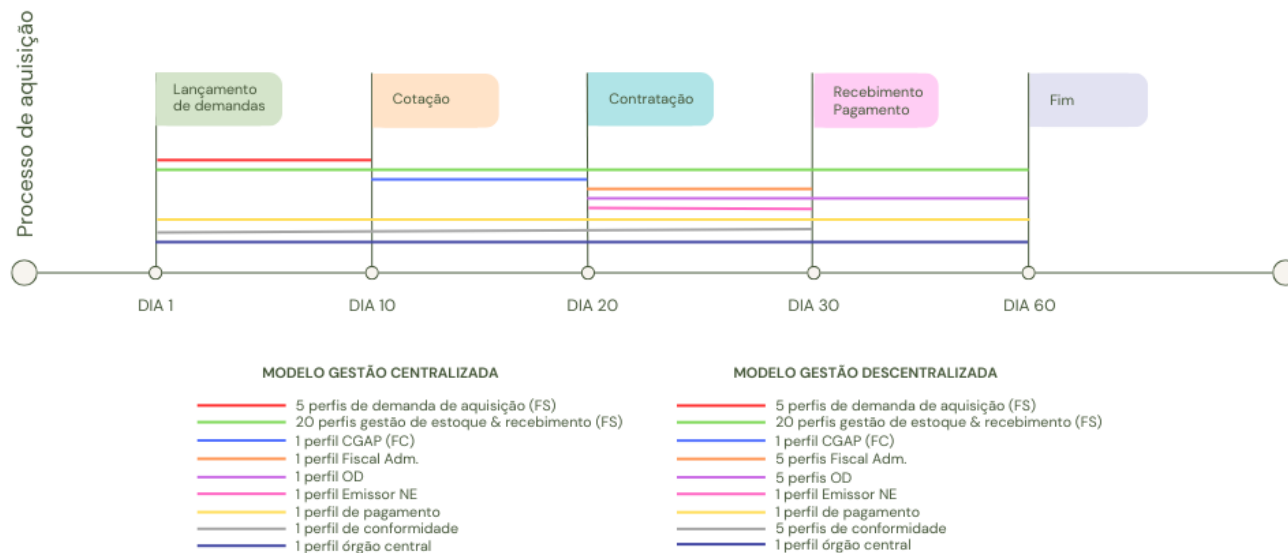 Processo de aquisição
Lançamento
de demandas
Cotação
Contratação
Recebimento
Pagamento
Fim
DIA 1
DIA 10
DIA 20
DIA 30
DIA 60
MODELO GESTÃO CENTRALIZADA
5 perfis de demanda de aquisição (FS)
20 perfis gestão de estoque & recebimento (FS)
1 perfil CGAP (FC)
1 perfil Fiscal Adm.
1 perfil OD
1 perfil Emissor NE
1 perfil de pagamento
1 perfil de conformidade
1 perfil órgão central
MODELO GESTÃO DESCENTRALIZADA
5 perfis de demanda de aquisição (FS)
20 perfis gestão de estoque & recebimento (FS)
1 perfil CGAP (FC)
5 perfis Fiscal Adm.
5 perfis OD
1 perfil Emissor NE
1 perfil de pagamento
5 perfis de conformidade
1 perfil órgão central